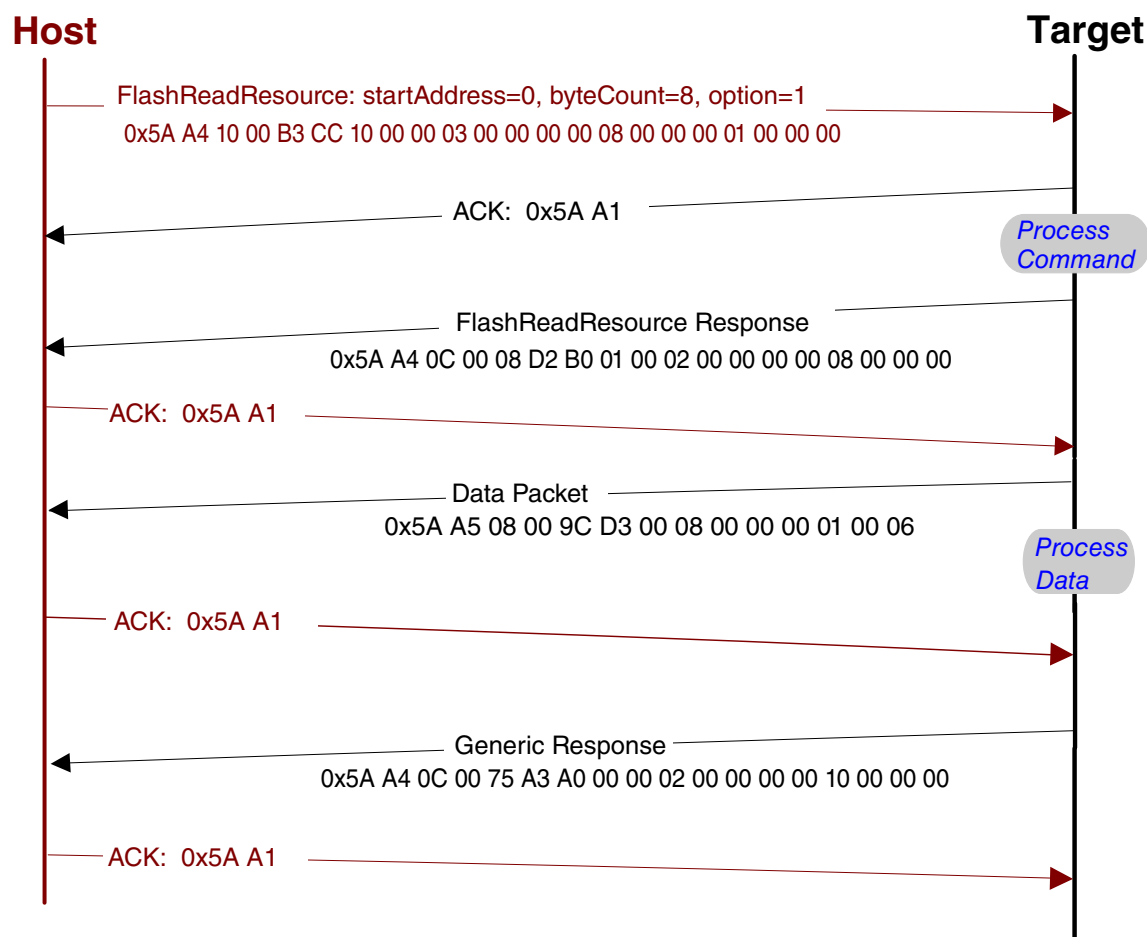 Host
Target
FlashReadResource: startAddress=0, byteCount=8, option=1
0x5A A4 10 00 B3 CC 10 00 00 03 00 00 00 00 08 00 00 00 01 00 00 00
ACK: 0x5A A1
Process
Command
FlashReadResource Response
0x5A A4 0C 00 08 D2 B0 01 00 02 00 00 00 00 08 00 00 00
ACK: 0x5A A1
Data Packet
0x5A A5 08 00 9C D3 00 08 00 00 00 01 00 06
Process
Data
ACK: 0x5A A1
Generic Response
0x5A A4 0C 00 75 A3 A0 00 00 02 00 00 00 00 10 00 00 00
ACK: 0x5A A1